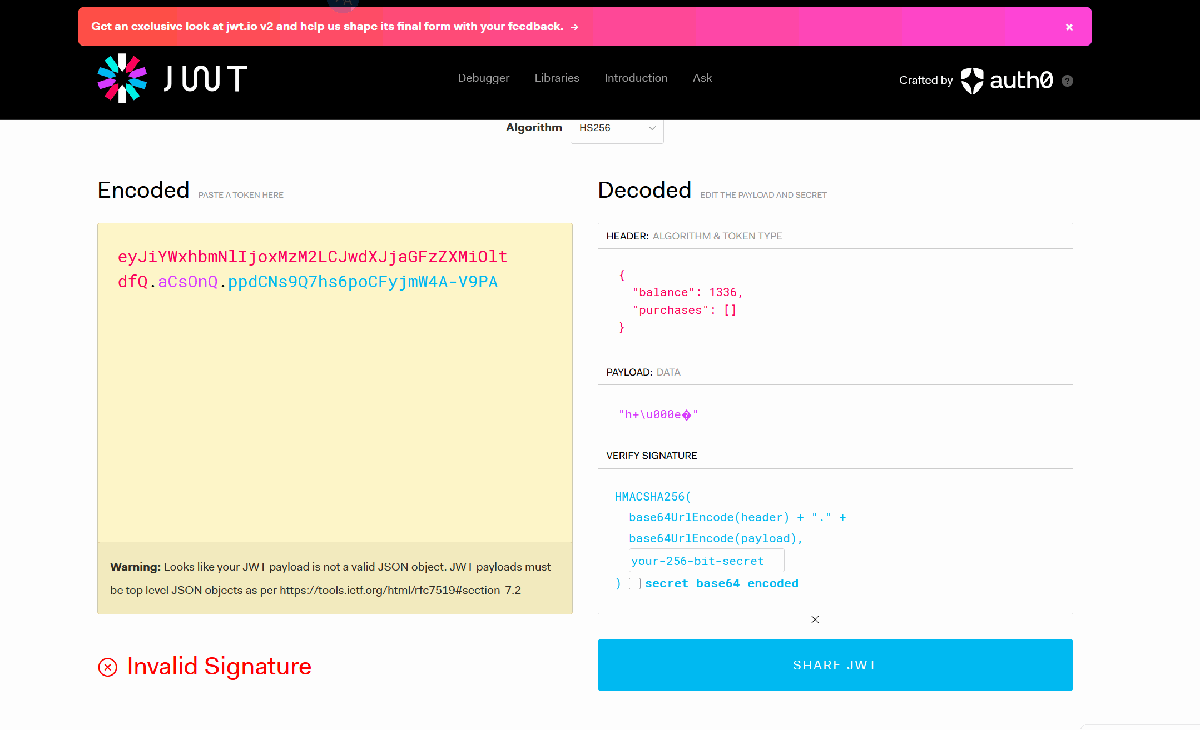 Get an exclusive look at jwt.io v2 and help us shape its final form with your feedback. →
JWT
Debugger Libraries Introduction Ask
Crafted by auth0 ?
Algorithm HS256
Encoded PASTE A TOKEN HERE
eyJiYWxhbmNlIjoxMzM2LCJwdXJjaGFzZXMiOlt
dfQ.aCsOnQ.ppdCNs9Q7hs6poCFyjmW4A-V9PA
Warning: Looks like your JWT payload is not a valid JSON object. JWT payloads must
be top level JSON objects as per https://tools.ietf.org/html/rfc7519#section-7.2
Invalid Signature
Decoded EDIT THE PAYLOAD AND SECRET
HEADER: ALGORITHM & TOKEN TYPE
{
"balance": 1336,
"purchases": []
}
PAYLOAD: DATA
"h+\u000e�"
VERIFY SIGNATURE
HMACSHA256(
base64UrlEncode(header) + "." +
base64UrlEncode(payload),
your-256-bit-secret
) secret base64 encoded
SHARE JWT